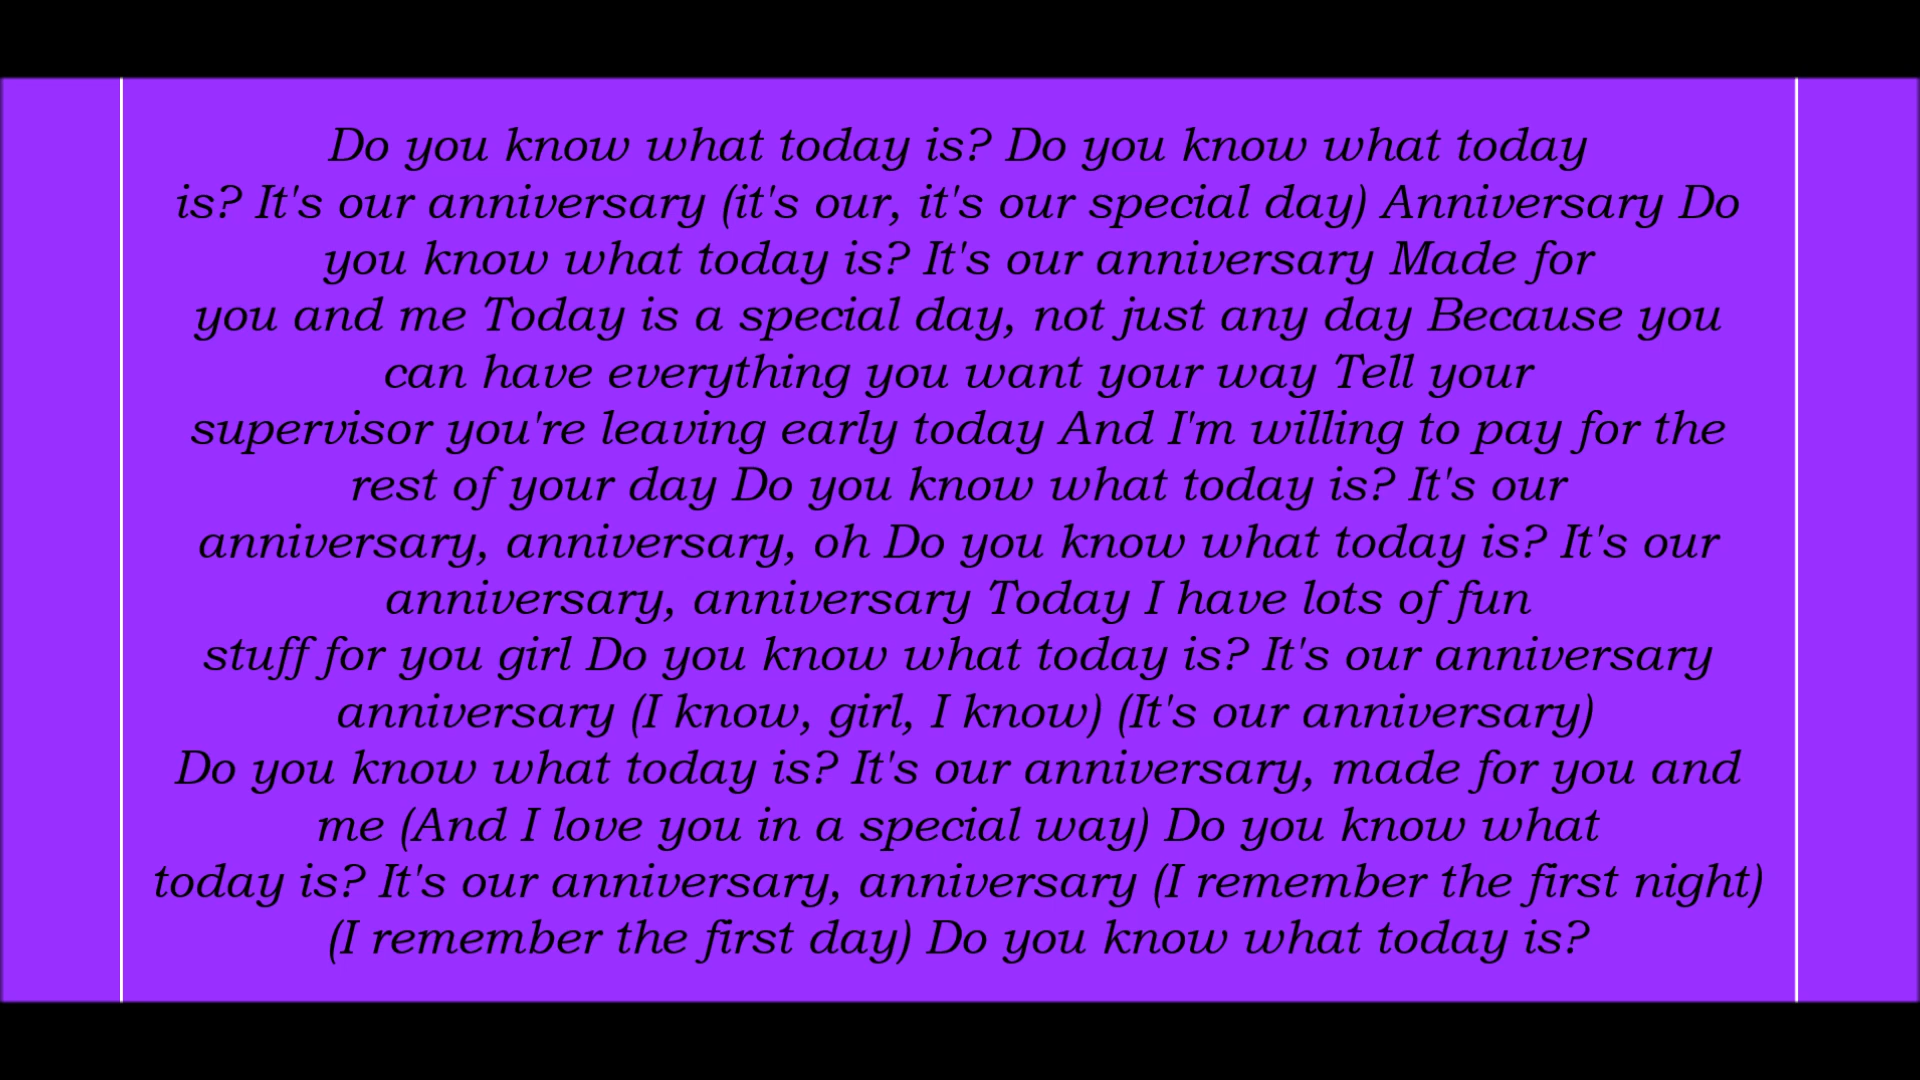 Do you know what today is? Do you know what today
is? It's our anniversary (it's our, it's our special day) Anniversary Do
you know what today is? It's our anniversary Made for
you and me Today is a special day, not just any day Because you
can have everything you want your way Tell your
supervisor you're leaving early today And I'm willing to pay for the
rest of your day Do you know what today is? It's our
anniversary, anniversary, oh Do you know what today is? It's our
anniversary, anniversary Today I have lots of fun
stuff for you girl Do you know what today is? It's our anniversary
anniversary (I know, girl, I know) (It's our anniversary)
Do you know what today is? It's our anniversary, made for you and
me (And I love you in a special way) Do you know what
today is? It's our anniversary, anniversary (I remember the first night)
(I remember the first day) Do you know what today is?